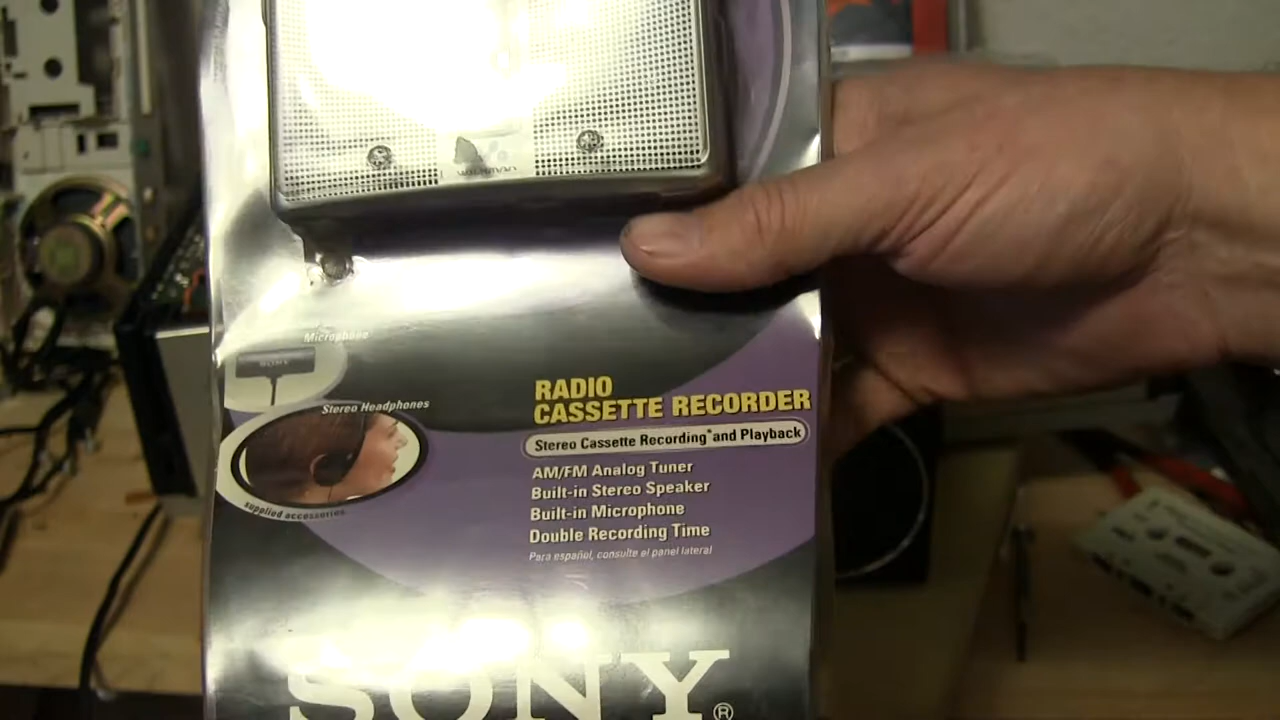 Microphone
SONY
Stereo Headphones
supplied accessories
RADIO
CASSETTE RECORDER
Stereo Cassette Recording* and Playback
AM/FM Analog Tuner
Built-in Stereo Speaker
Built-in Microphone
Double Recording Time
Para español, consulte el panel lateral
SONY®